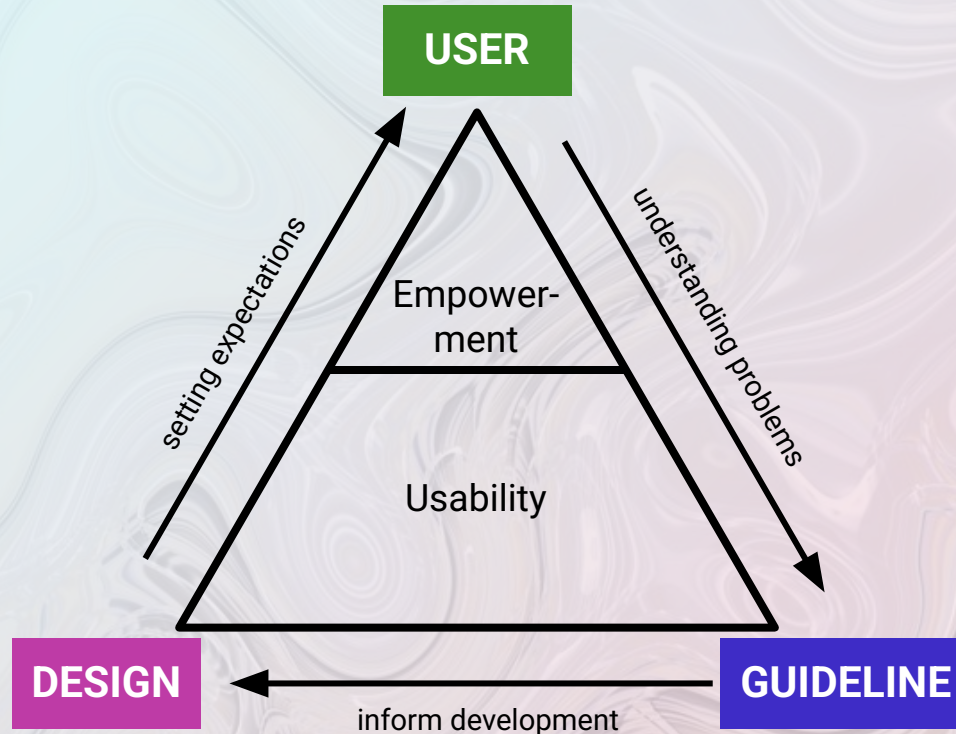 USER
setting expectations
understanding problems
Empower-
ment
Usability
DESIGN
GUIDELINE
inform development